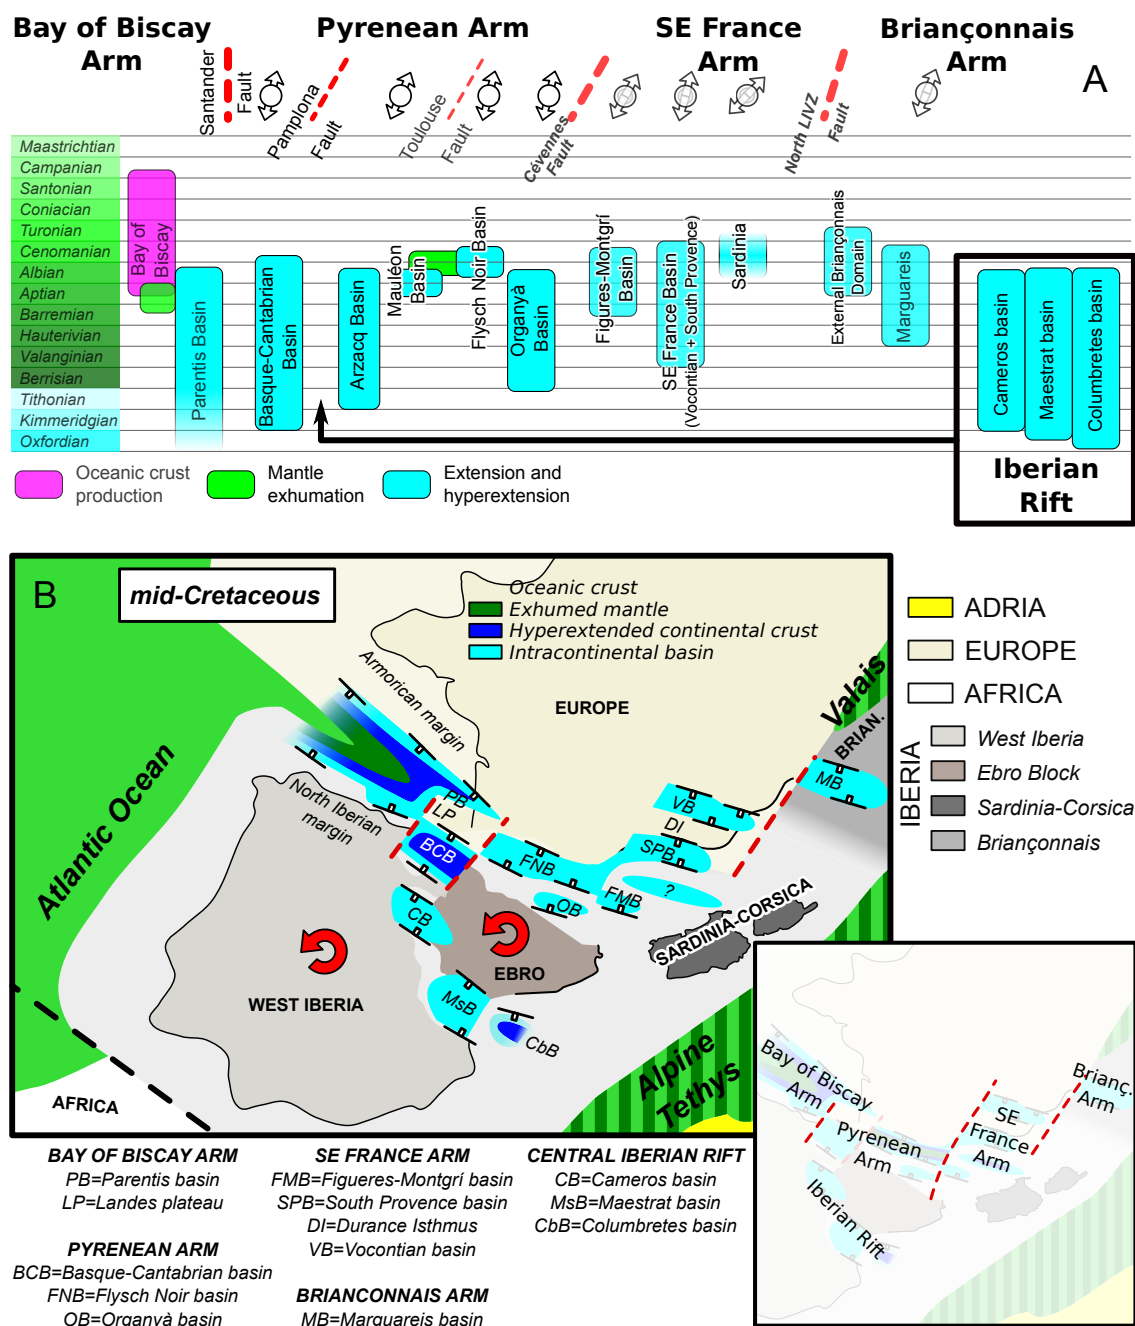 Bay of Biscay
Arm
Pyrenean Arm
SE France
Arm
Briançonnais
Arm
A
Santander
Fault
Pamplona
Fault
Toulouse
Fault
Cévennes
Fault
North LIVZ
Fault
Maastrichtian
Campanian
Santonian
Coniacian
Turonian
Cenomanian
Albian
Aptian
Barremian
Hauterivian
Valanginian
Berrisian
Tithonian
Kimmeridgian
Oxfordian
Bay of
Biscay
Parentis Basin
Basque-Cantabrian
Basin
Arzacq Basin
Mauléon
Basin
Flysch Noir Basin
Organyà
Basin
Figures-Montgrí
Basin
SE France Basin
(Vocontian + South Provence)
Sardinia
External Briançonnais
Domain
Marguareis
Cameros basin
Maestrat basin
Columbretes basin
Iberian
Rift
Oceanic crust
production
Mantle
exhumation
Extension and
hyperextension
B
mid-Cretaceous
Oceanic crust
Exhumed mantle
Hyperextended continental crust
Intracontinental basin
ADRIA
EUROPE
AFRICA
IBERIA
West Iberia
Ebro Block
Sardinia-Corsica
Briançonnais
Armorican margin
EUROPE
Valais
BRIAN.
MB
Atlantic Ocean
North Iberian
margin
PB
LP
BCB
VB
DI
SPB
FNB
FMB
?
OB
CB
SARDINIA-CORSICA
EBRO
WEST IBERIA
MsB
CbB
Alpine
Tethys
AFRICA
Bay of Biscay
Arm
Pyrenean
Arm
SE
France
Arm
Brianç.
Arm
Iberian Rift
BAY OF BISCAY ARM
PB=Parentis basin
LP=Landes plateau
PYRENEAN ARM
BCB=Basque-Cantabrian basin
FNB=Flysch Noir basin
OB=Organyà basin
SE FRANCE ARM
FMB=Figueres-Montgrí basin
SPB=South Provence basin
DI=Durance Isthmus
VB=Vocontian basin
BRIANCONNAIS ARM
MB=Marguareis basin
CENTRAL IBERIAN RIFT
CB=Cameros basin
MsB=Maestrat basin
CbB=Columbretes basin